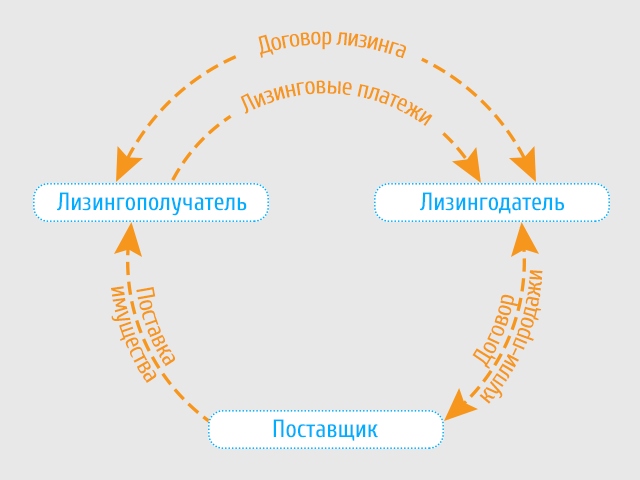 Договор лизинга
Лизинговые платежи
Лизингополучатель
Лизингодатель
Поставка
имущества
Договор
купли-продажи
Поставщик